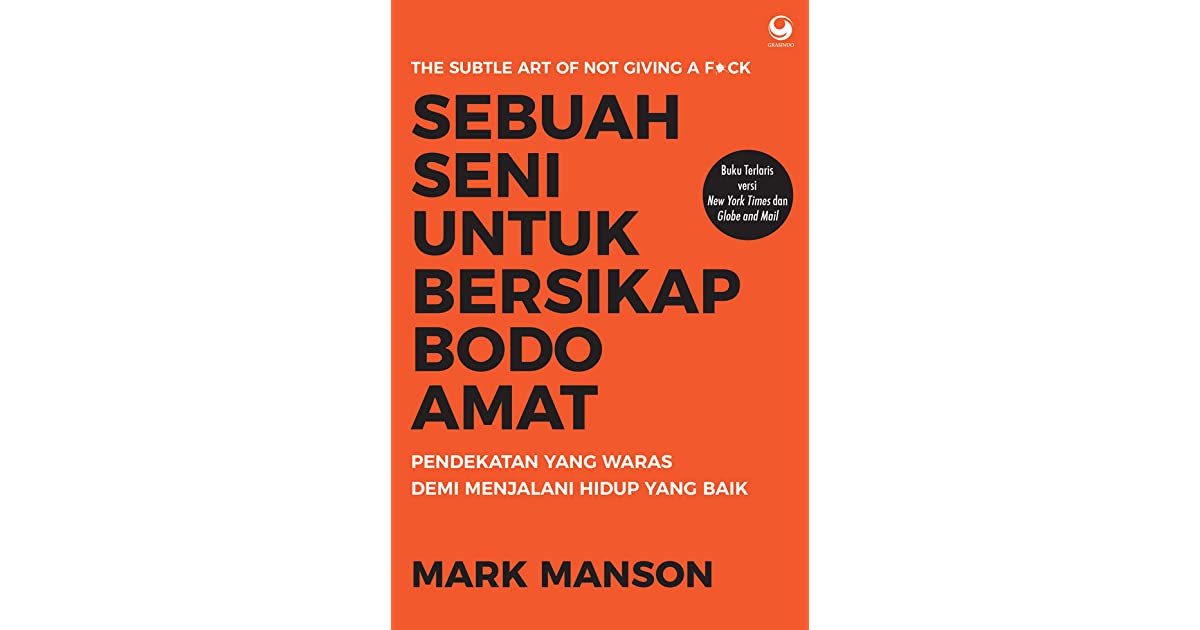 GRASINDO
THE SUBTLE ART OF NOT GIVING A F*CK
SEBUAH
SENI
UNTUK
BERSIKAP
BODO
AMAT
Buku Terlaris
versi
New York Times dan
Globe and Mail
PENDEKATAN YANG WARAS
DEMI MENJALANI HIDUP YANG BAIK
MARK MANSON